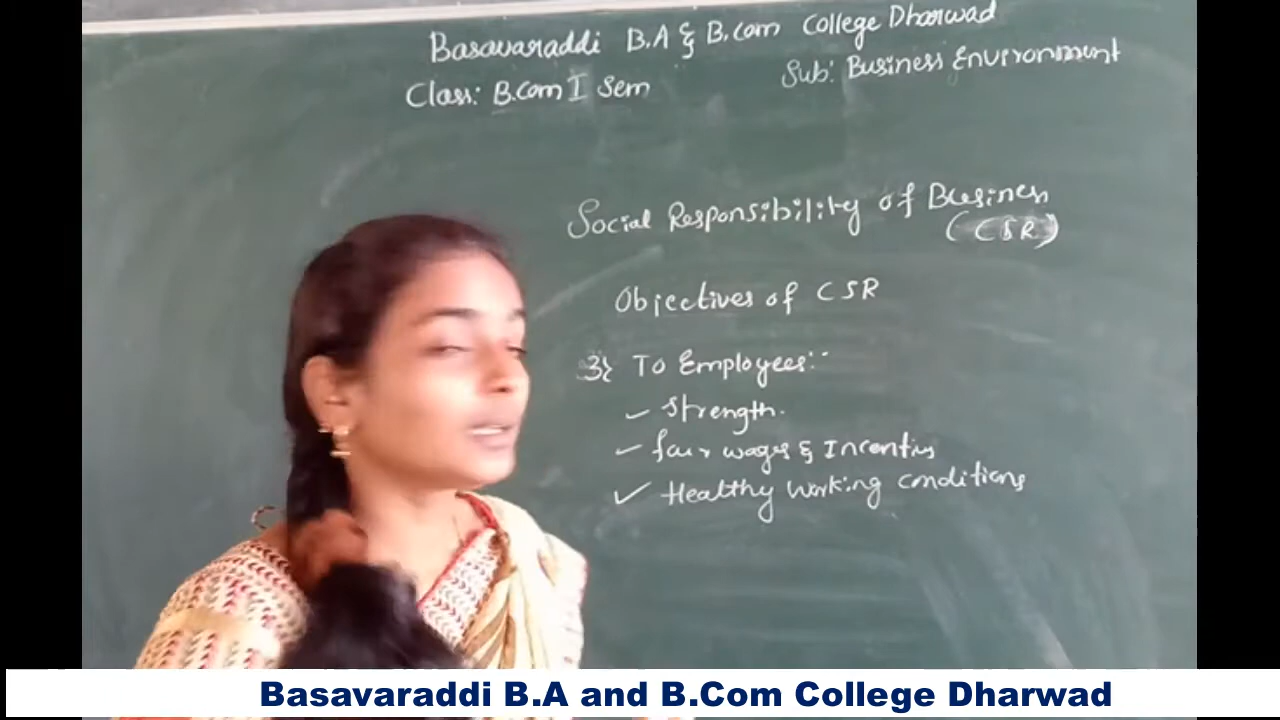 Basavaraddi B.A & B.Com College Dharwad
Class: B.Com I Sem
Sub: Business Environment
Social Responsibility of Business
(CSR)
Objectives of CSR
3} To Employees:-
✓ Strength.
✓ fair wages & Incentivs
✓ Healthy working conditions
Basavaraddi B.A and B.Com College Dharwad